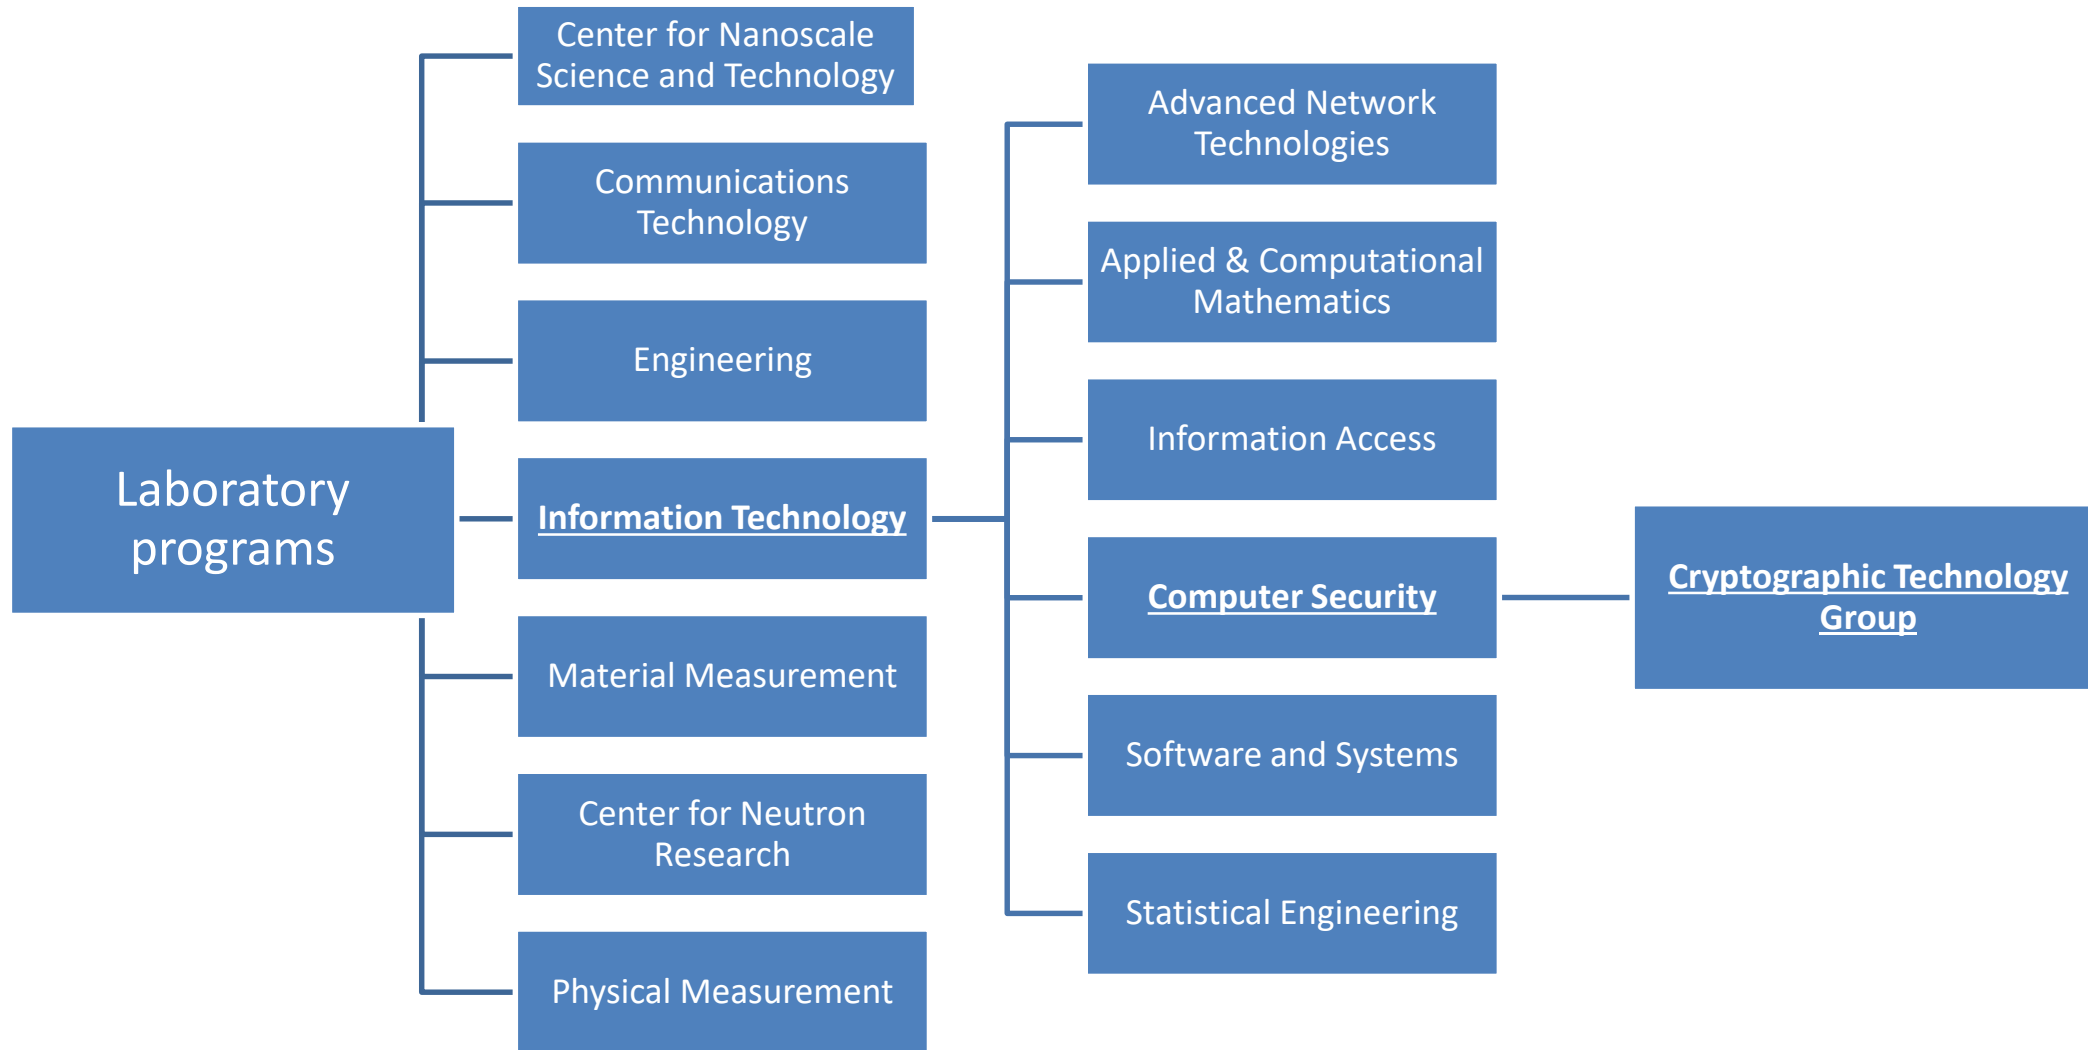 Laboratory
programs
Center for Nanoscale
Science and Technology
Communications
Technology
Engineering
Information Technology
Material Measurement
Center for Neutron
Research
Physical Measurement
Advanced Network
Technologies
Applied & Computational
Mathematics
Information Access
Computer Security
Software and Systems
Statistical Engineering
Cryptographic Technology
Group